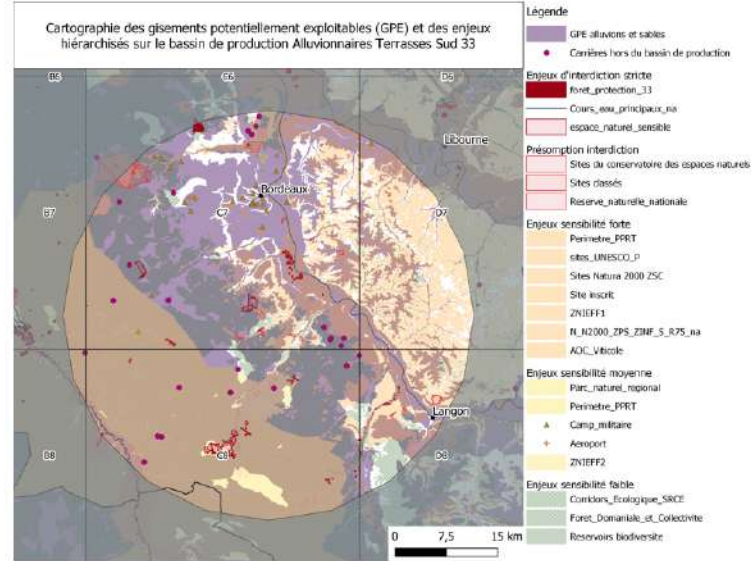 Cartographie des gisements potentiellement exploitables (GPE) et des enjeux
hiérarchisés sur le bassin de production Alluvionnaires Terrasses Sud 33
B6
C6
D6
Libourne
Bordeaux
B7
C7
D7
Langon
B8
C8
D8
0 7,5 15 km
Légende
GPE alluvions et sables
Carrières hors du bassin de production
Enjeux d'interdiction stricte
foret_protection_33
Cours_eau_principaux_na
espace_naturel_sensible
Présomption interdiction
Sites du conservatoire des espaces naturels
Sites classés
Reserve_naturelle_nationale
Enjeux sensibilité forte
Perimetre_PPRT
sites_UNESCO_P
Sites Natura 2000 ZSC
Site inscrit
ZNIEFF1
N_N2000_ZPS_ZINF_S_R75_na
AOC_Viticole
Enjeux sensibilité moyenne
Parc_naturel_regional
Perimetre_PPRT
Camp_militaire
Aeroport
ZNIEFF2
Enjeux sensibilité faible
Corridors_Ecologique_SRCE
Foret_Domaniale_et_Collectivite
Reservoirs biodiversite